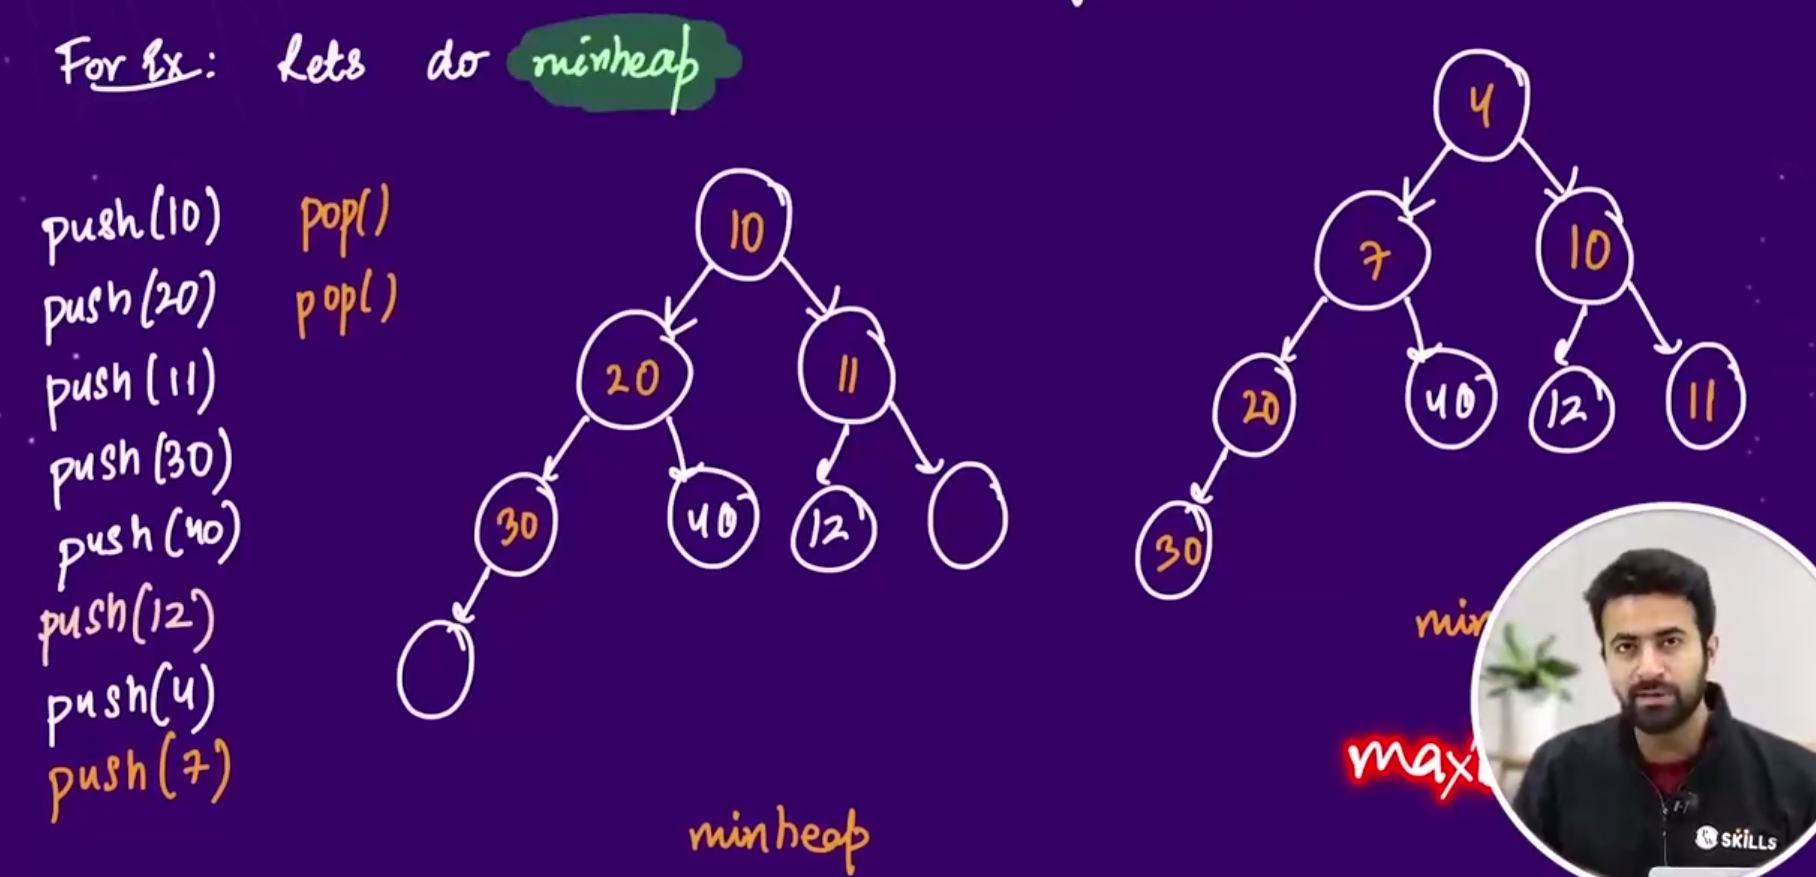 For Ex: Lets do minheap
push(10) pop()
push(20) pop()
push(11)
push(30)
push(40)
push(12)
push(4)
push(7)
10
20 11
30 40 12
minheap
4
7 10
20 40 12 11
30
min
max
SKILLS